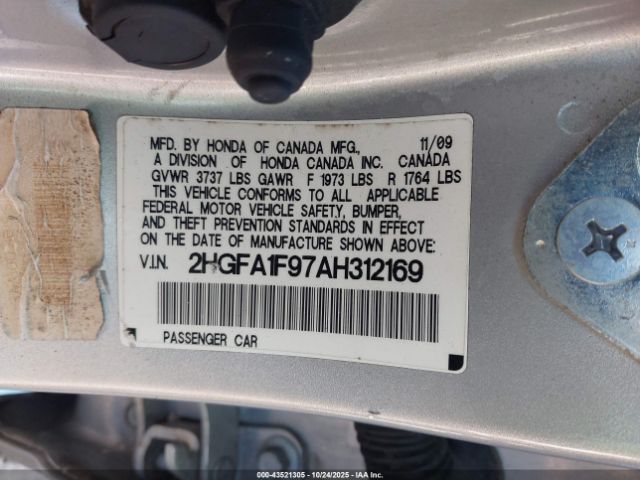 MFD. BY HONDA OF CANADA MFG., 11/09
A DIVISION OF HONDA CANADA INC. CANADA
GVWR 3737 LBS GAWR F 1973 LBS R 1764 LBS
THIS VEHICLE CONFORMS TO ALL APPLICABLE
FEDERAL MOTOR VEHICLE SAFETY, BUMPER,
AND THEFT PREVENTION STANDARDS IN EFFECT
ON THE DATE OF MANUFACTURE SHOWN ABOVE:
V.I.N. 2HGFA1F97AH312169
PASSENGER CAR
000-43521305 10/24/2025 - IAAI.COM